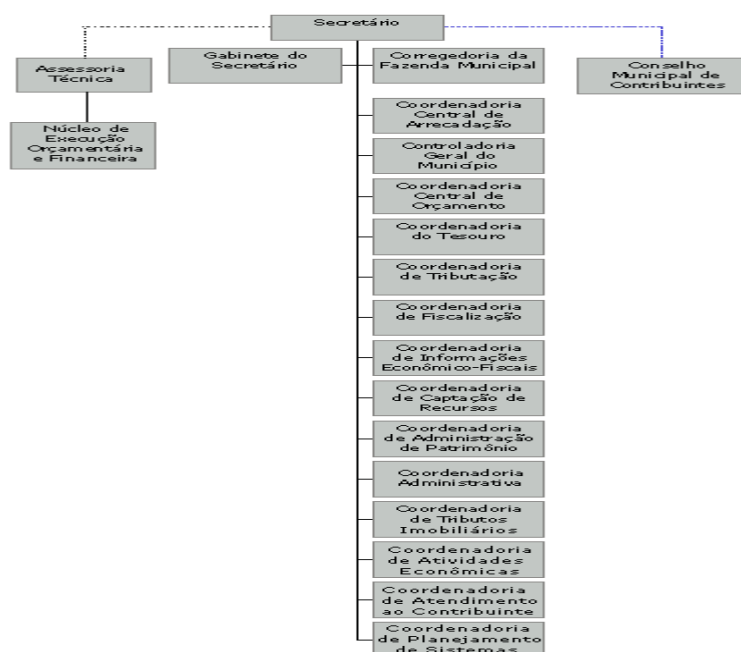 Secretário
Assessoria
Técnica
Gabinete do
Secretário
Corregedoria da
Fazenda Municipal
Conselho
Municipal de
Contribuintes
Núcleo de
Execução
Orçamentária
e Financeira
Coordenadoria
Central de
Arrecadação
Controladoria
Geral do
Município
Coordenadoria
Central de
Orçamento
Coordenadoria
do Tesouro
Coordenadoria
de Tributação
Coordenadoria
de Fiscalização
Coordenadoria
de Informações
Econômico-Fiscais
Coordenadoria
de Captação de
Recursos
Coordenadoria
de Administração
de Patrimônio
Coordenadoria
Administrativa
Coordenadoria
de Tributos
Imobiliários
Coordenadoria
de Atividades
Econômicas
Coordenadoria
de Atendimento
ao Contribuinte
Coordenadoria
de Planejamento
de Sistemas